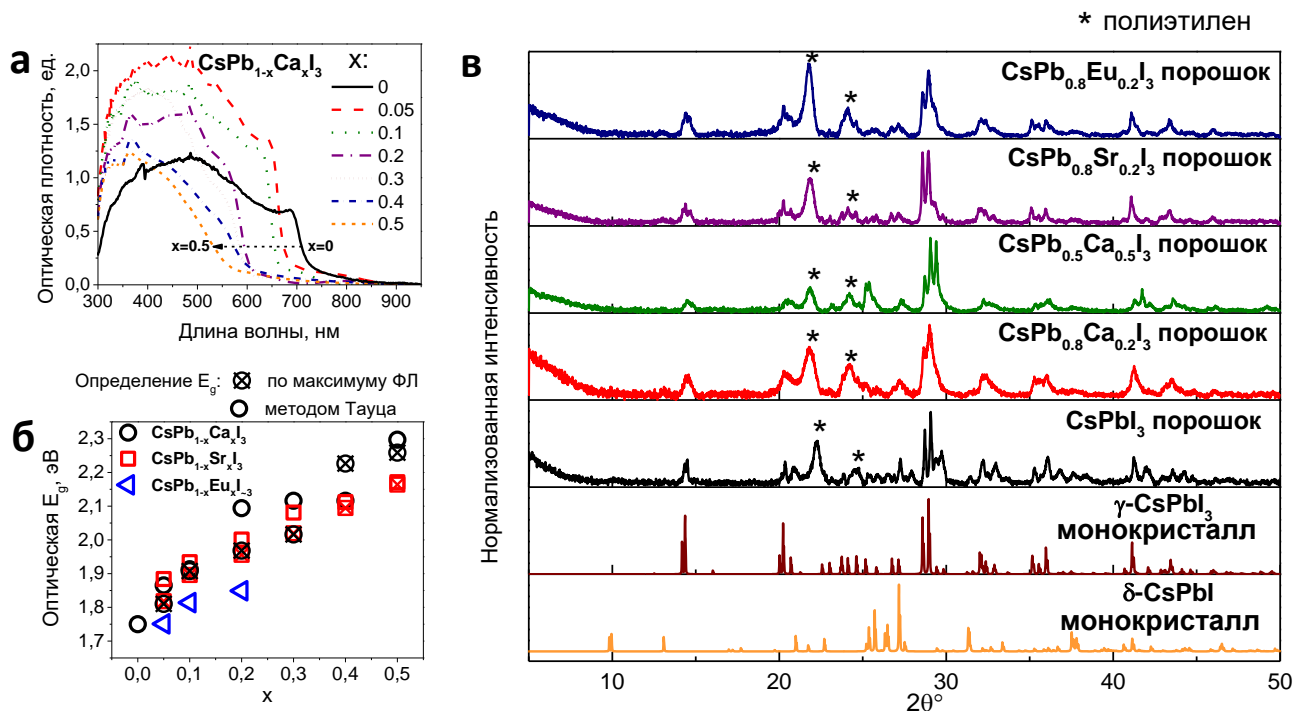 * полиэтилен
а
CsPb1-xCaxI3
x:
0
0.05
0.1
0.2
0.3
0.4
0.5
x=0.5
x=0
Оптическая плотность, ед.
2,0
1,5
1,0
0,5
0,0
300 400 500 600 700 800 900
Длина волны, нм
Определение Eg: по максимуму ФЛ
методом Тауца
б
CsPb1-xCaxI3
CsPb1-xSrxI3
CsPb1-xEuxI-3
Оптическая Eg, эВ
2,3
2,2
2,1
2,0
1,9
1,8
1,7
0,0 0,1 0,2 0,3 0,4 0,5
x
в
Нормализованная интенсивность
* *
CsPb0.8Eu0.2I3 порошок
* *
CsPb0.8Sr0.2I3 порошок
* *
CsPb0.5Ca0.5I3 порошок
* *
CsPb0.8Ca0.2I3 порошок
* *
CsPbI3 порошок
γ-CsPbI3
монокристалл
δ-CsPbI
монокристалл
10 20 30 40 50
2θ°